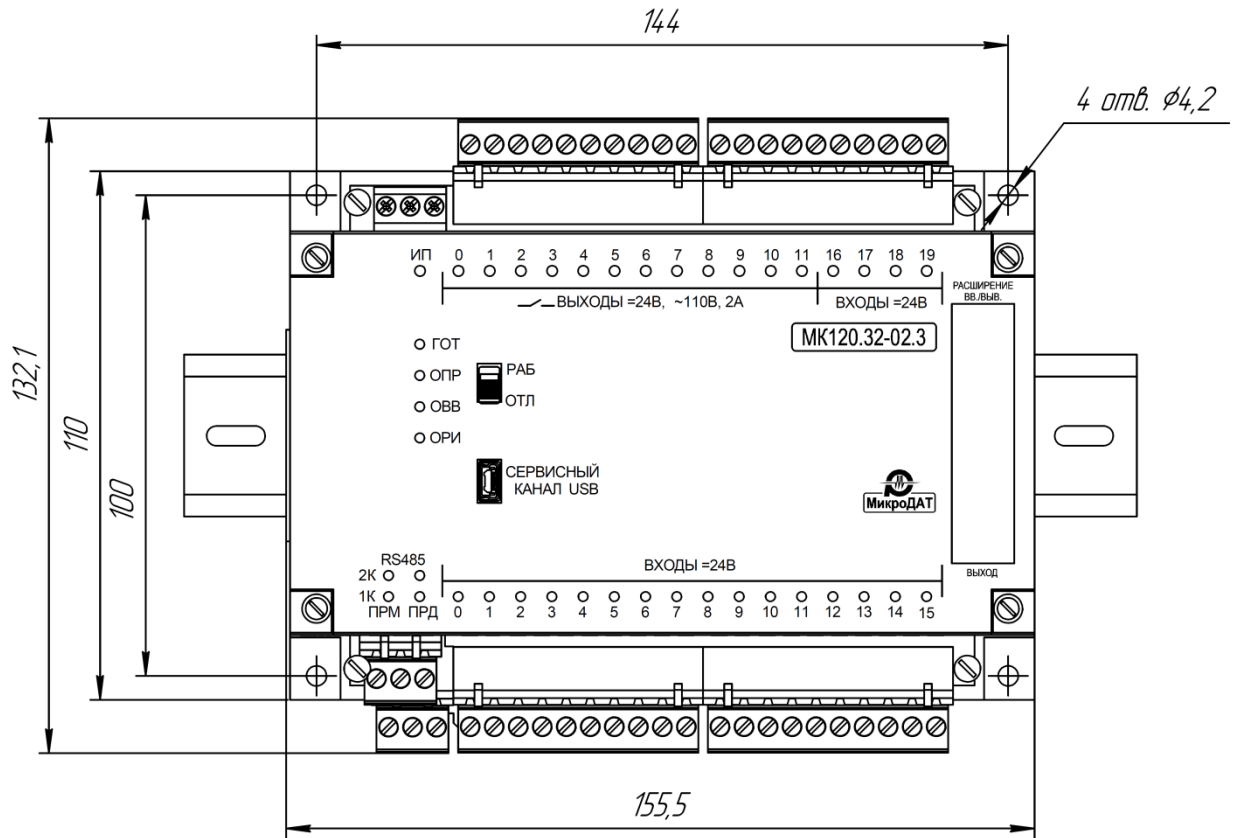 144
4 отв. ⌀4,2
132,1
110
100
ИП 0 1 2 3 4 5 6 7 8 9 10 11 16 17 18 19
ВЫХОДЫ =24В, ~110В, 2А
ВХОДЫ =24В
РАСШИРЕНИЕ
ВВ./ВЫВ.
МК120.32-02.3
ГОТ
ОПР
ОВВ
ОРИ
РАБ
ОТЛ
СЕРВИСНЫЙ
КАНАЛ USB
МикроДАТ
RS485
2К
1К
ПРМ ПРД
ВХОДЫ =24В
0 1 2 3 4 5 6 7 8 9 10 11 12 13 14 15
ВЫХОД
155,5